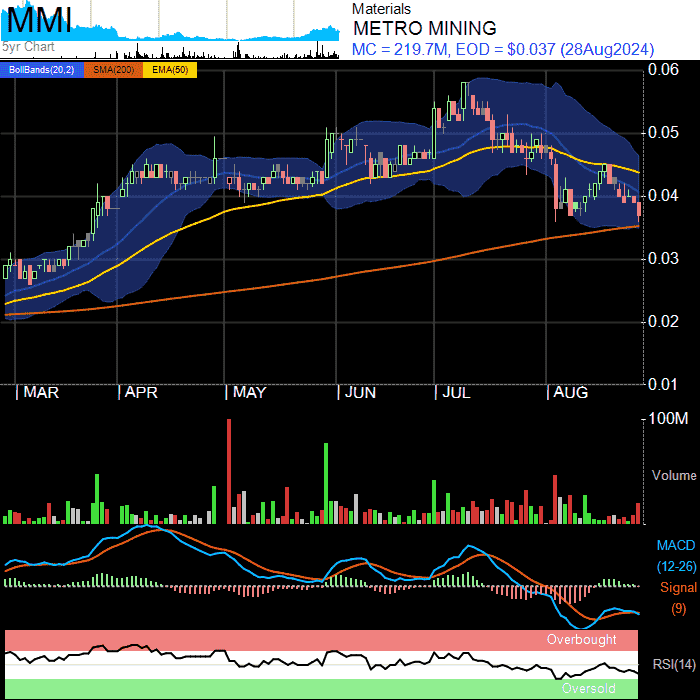 MMI
5yr Chart
Materials
METRO MINING
MC = 219.7M, EOD = $0.037 (28Aug2024)
BollBands(20,2) SMA(200) EMA(50)
0.06
0.05
0.04
0.03
0.02
0.01
MAR APR MAY JUN JUL AUG
100M
Volume
MACD
(12-26)
Signal
(9)
Overbought
RSI(14)
Oversold